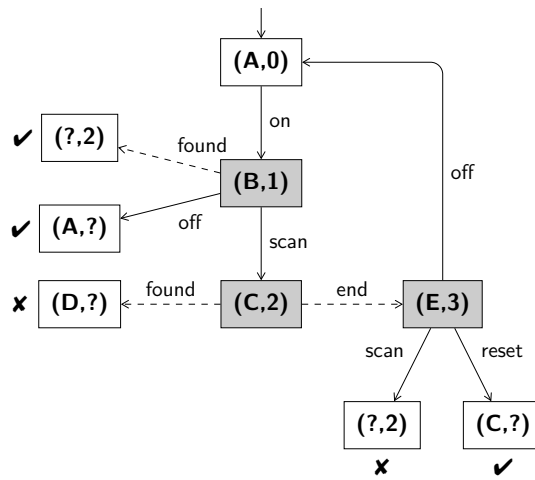 (A,0)
on
✔ (?,2) found
(B,1)
off
✔ (A,?) off
scan
✘ (D,?) found (C,2) end (E,3)
scan reset
(?,2) (C,?)
✘ ✔